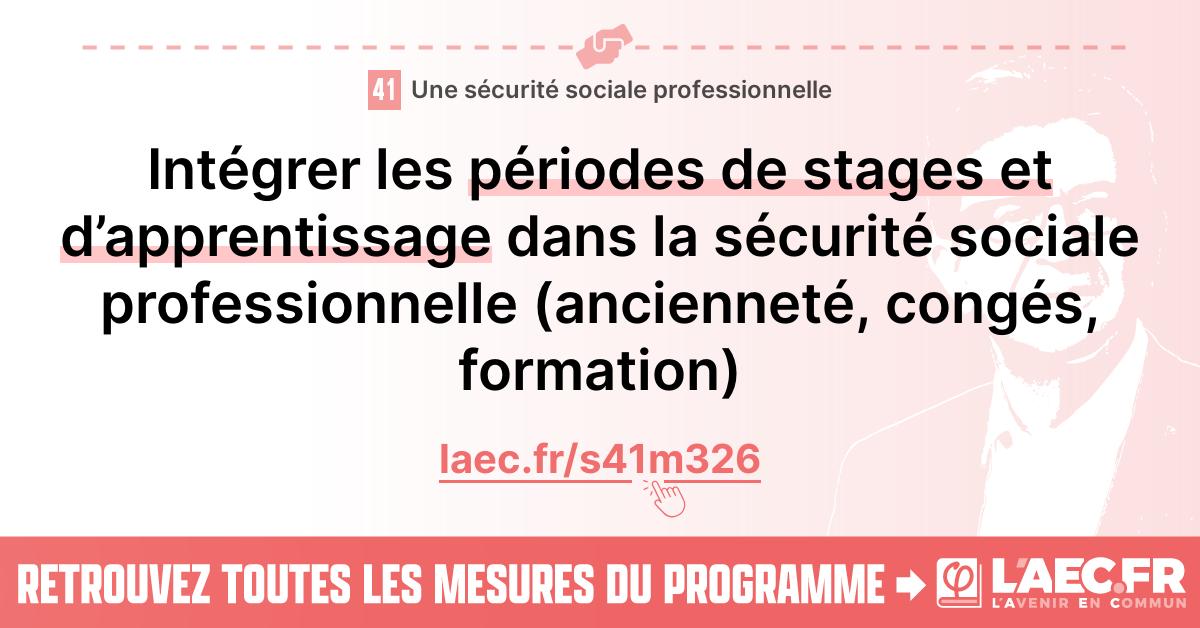 41 Une sécurité sociale professionnelle
Intégrer les périodes de stages et
d’apprentissage dans la sécurité sociale
professionnelle (ancienneté, congés,
formation)
laec.fr/s41m326
RETROUVEZ TOUTES LES MESURES DU PROGRAMME
L'AEC.FR
L'AVENIR EN COMMUN